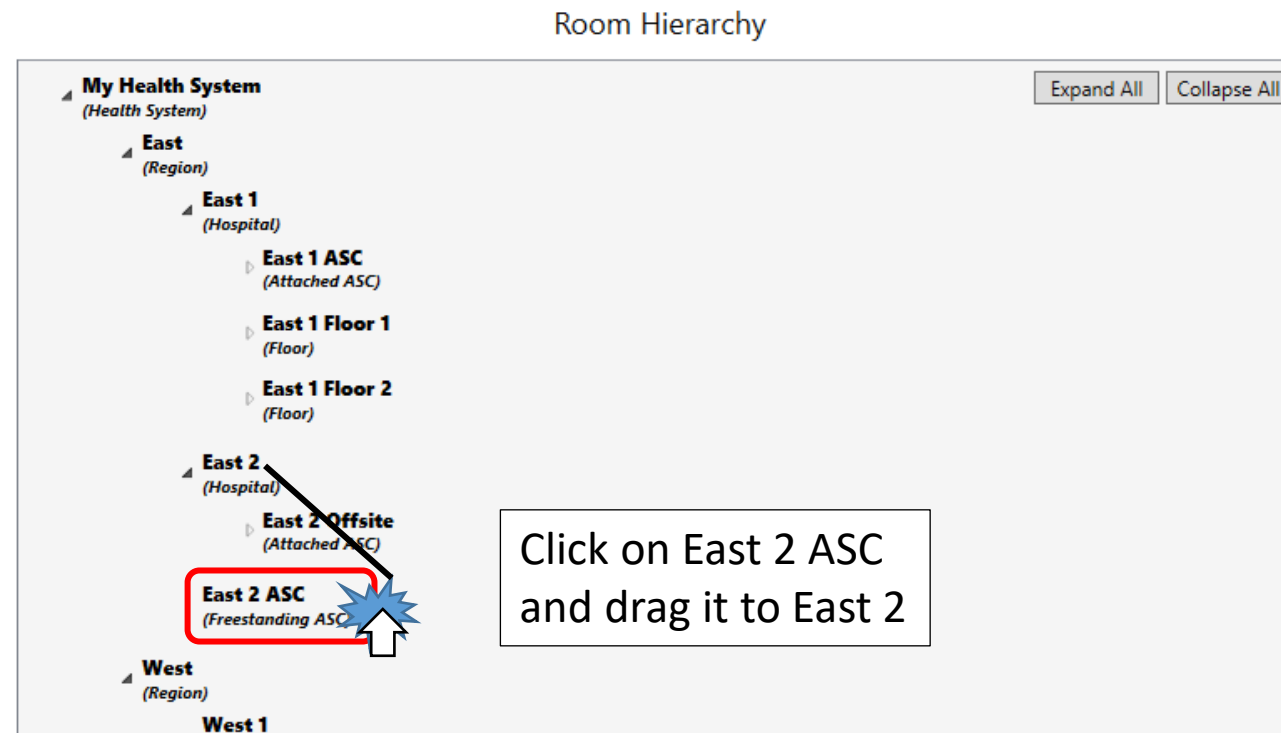 Room Hierarchy
Expand All
Collapse All
My Health System
(Health System)
East
(Region)
East 1
(Hospital)
East 1 ASC
(Attached ASC)
East 1 Floor 1
(Floor)
East 1 Floor 2
(Floor)
East 2
(Hospital)
East 2 Offsite
(Attached ASC)
East 2 ASC
(Freestanding ASC)
Click on East 2 ASC
and drag it to East 2
West
(Region)
West 1